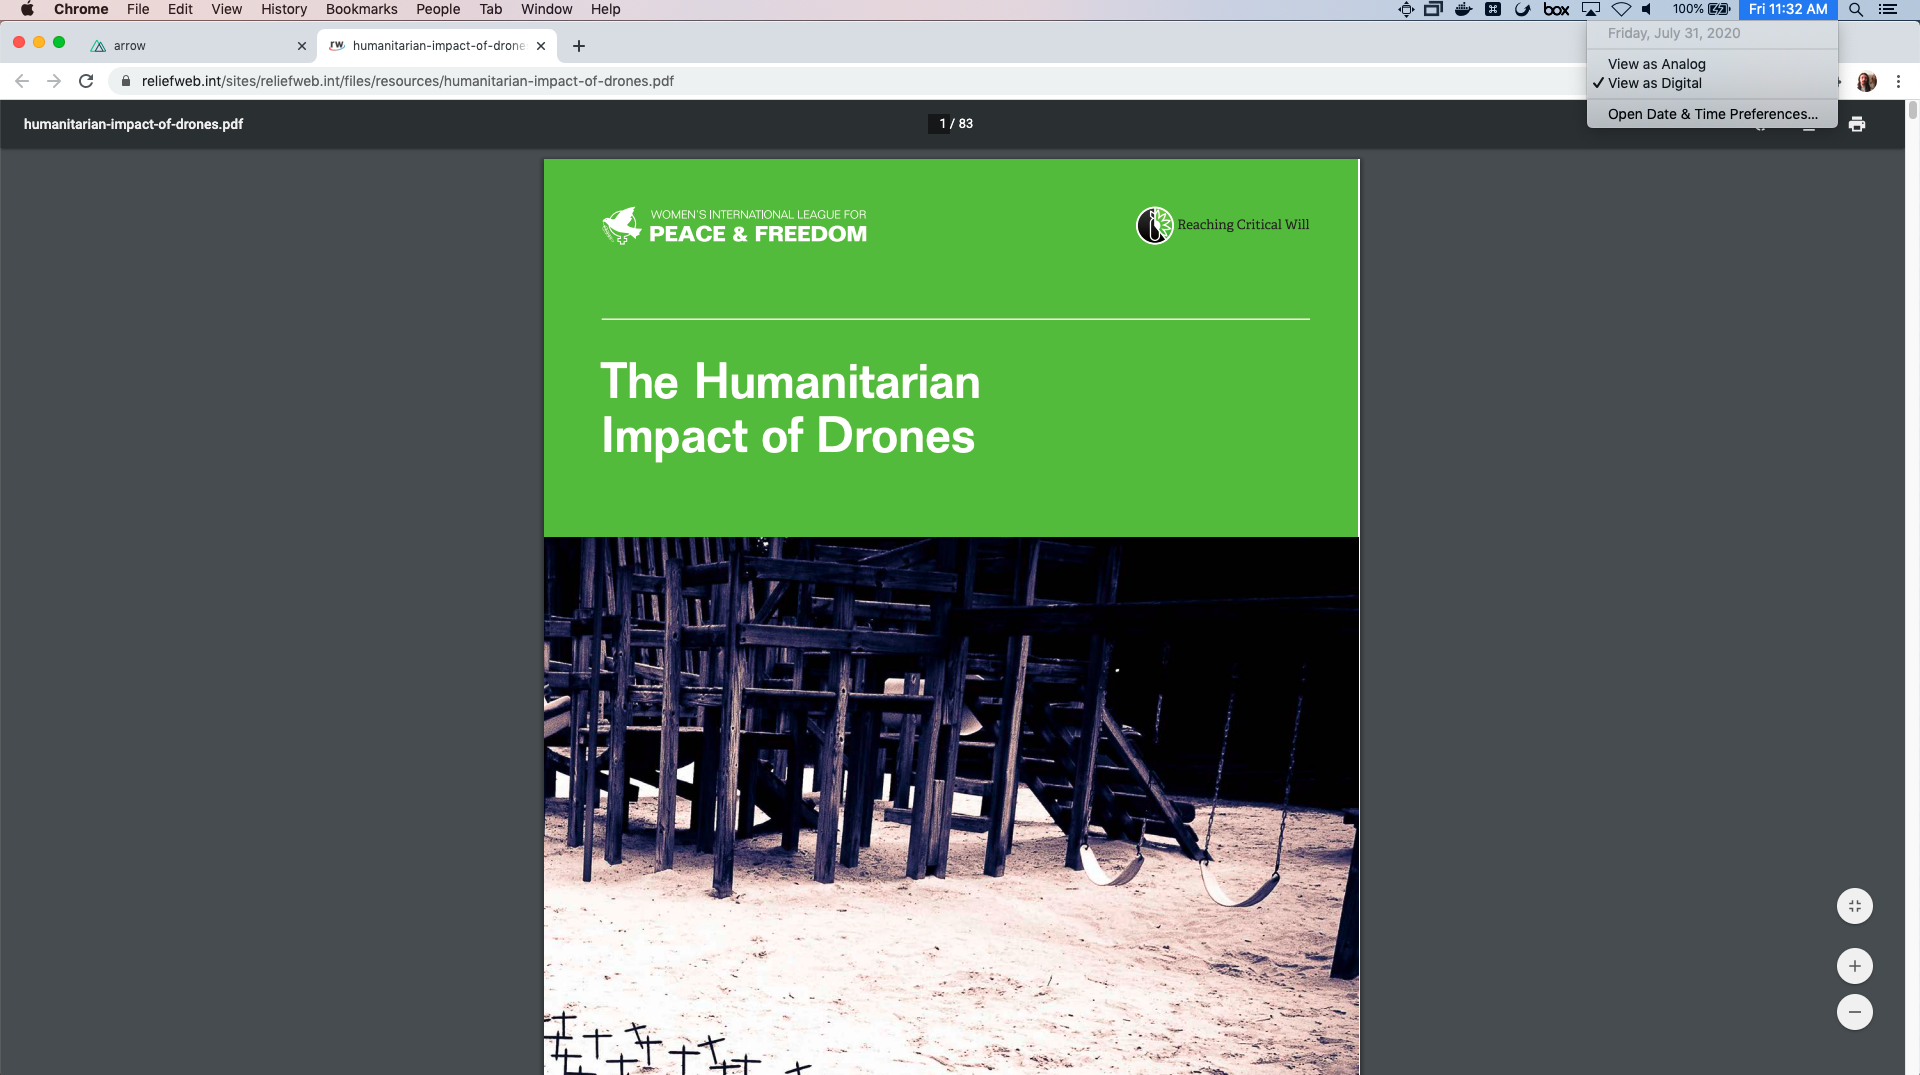 Chrome File Edit View History Bookmarks People Tab Window Help box 100% Fri 11:32 AM
Friday, July 31, 2020
View as Analog
✓ View as Digital
Open Date & Time Preferences...
arrow
rw humanitarian-impact-of-drone
reliefweb.int/sites/reliefweb.int/files/resources/humanitarian-impact-of-drones.pdf
humanitarian-impact-of-drones.pdf
1 / 83
WOMEN'S INTERNATIONAL LEAGUE FOR
PEACE & FREEDOM
Reaching Critical Will
The Humanitarian
Impact of Drones